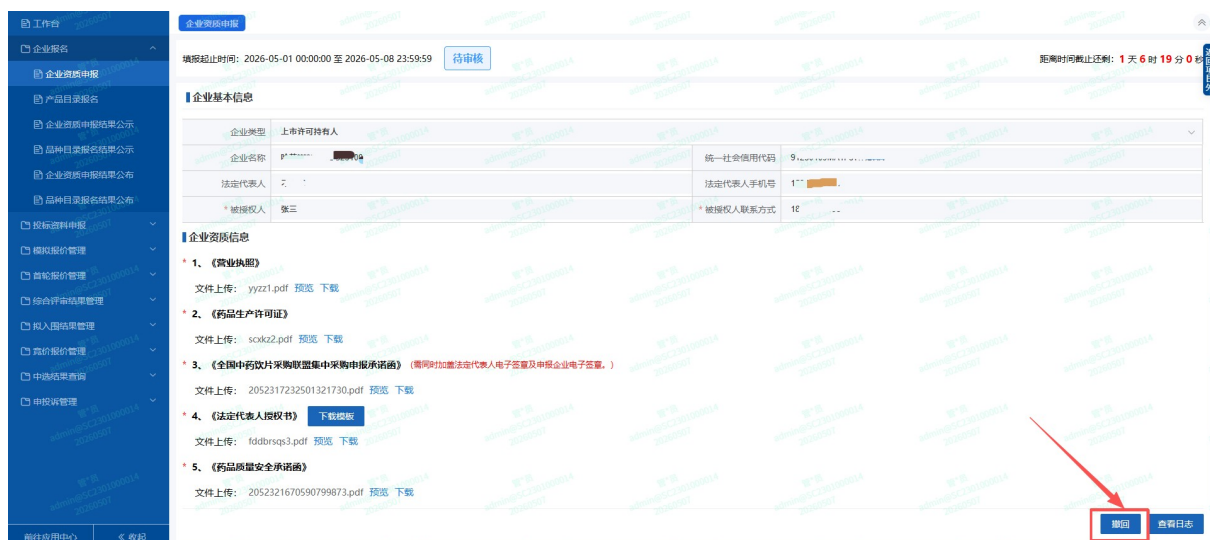 工作台
企业资质申报
企业报名
填报起止时间：2026-05-01 00:00:00 至 2026-05-08 23:59:59 待审核
距离时间截止还剩：1 天 6 时 19 分 0 秒
返回项目列
企业资质申报
产品目录报名
企业资质申报结果公示
品种目录报名结果公示
企业资质申报结果公布
品种目录报名结果公布
投标资料申报
模拟报价管理
首轮报价管理
综合评审结果管理
拟入围结果管理
竞价报价管理
中选结果查询
申投诉管理
前往应用中心 《 收起
企业基本信息
企业类型 上市许可持有人
企业名称
统一社会信用代码
法定代表人
法定代表人手机号
* 被授权人 张三
* 被授权人联系方式 18
企业资质信息
* 1、《营业执照》
文件上传： yyzz1.pdf 预览 下载
* 2、《药品生产许可证》
文件上传： scxkz2.pdf 预览 下载
* 3、《全国中药饮片采购联盟集中采购申报承诺函》（需同时加盖法定代表人电子签章及申报企业电子签章。）
文件上传： 2052317232501321730.pdf 预览 下载
* 4、《法定代表人授权书》 下载模板
文件上传： fddbrsqs3.pdf 预览 下载
* 5、《药品质量安全承诺函》
文件上传： 2052321670590799873.pdf 预览 下载
撤回 查看日志